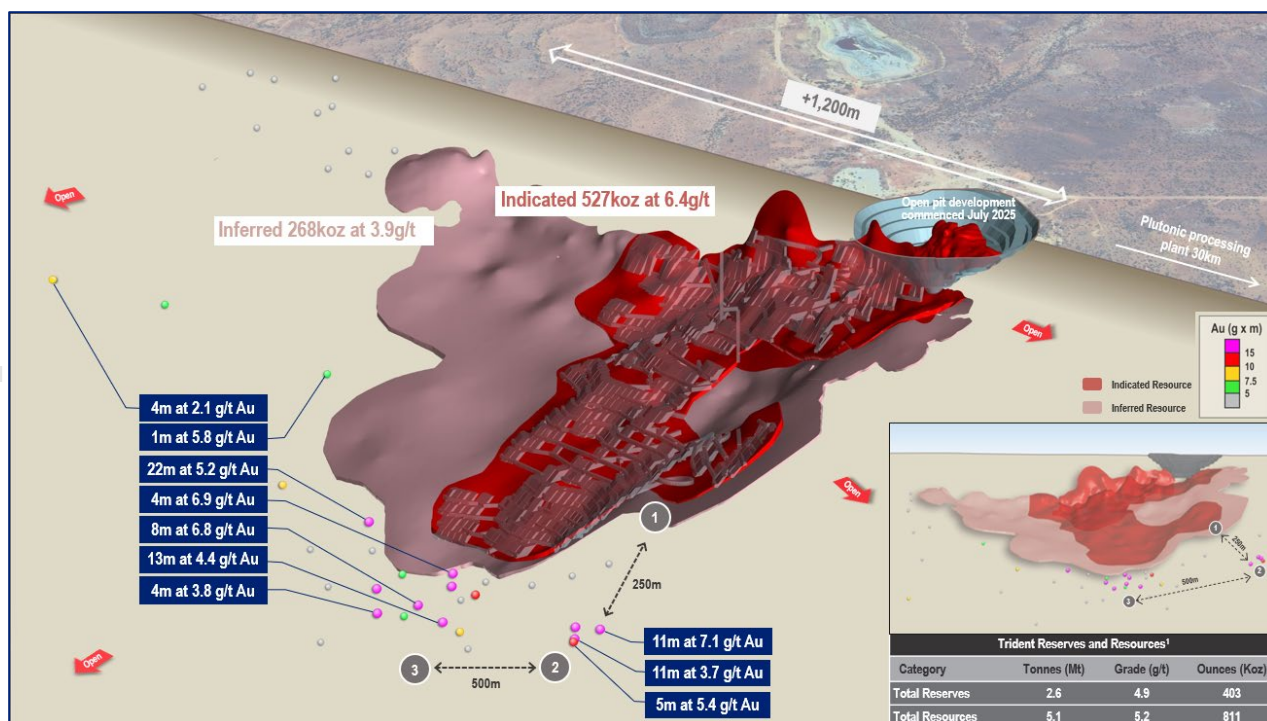 +1,200m
Open
Indicated 527koz at 6.4g/t
Inferred 268koz at 3.9g/t
Open pit development
commenced July 2025
Plutonic processing
plant 30km
Open
Au (g x m)
15
10
7.5
5
Indicated Resource
Inferred Resource
4m at 2.1 g/t Au
1m at 5.8 g/t Au
22m at 5.2 g/t Au
4m at 6.9 g/t Au
8m at 6.8 g/t Au
13m at 4.4 g/t Au
4m at 3.8 g/t Au
Open
1
250m
11m at 7.1 g/t Au
11m at 3.7 g/t Au
5m at 5.4 g/t Au
3
2
500m
Open
1
250m
2
500m
3
Trident Reserves and Resources1
Category Tonnes (Mt) Grade (g/t) Ounces (Koz)
Total Reserves 2.6 4.9 403
Total Resources 5.1 5.2 811